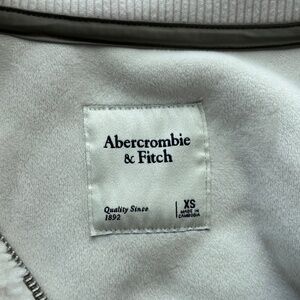 Abercrombie
& Fitch
Quality Since
1892
XS
MADE IN
CAMBODIA